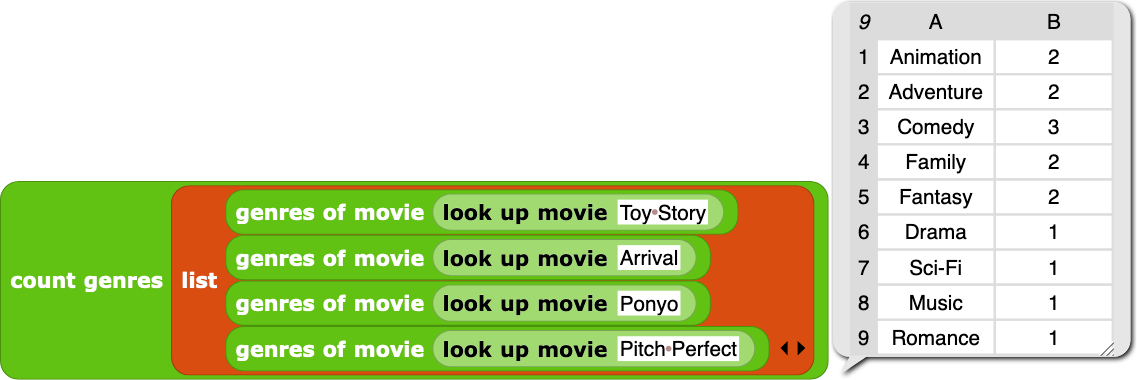 count genres list
genres of movie look up movie Toy Story
genres of movie look up movie Arrival
genres of movie look up movie Ponyo
genres of movie look up movie Pitch Perfect
9 A B
1 Animation 2
2 Adventure 2
3 Comedy 3
4 Family 2
5 Fantasy 2
6 Drama 1
7 Sci-Fi 1
8 Music 1
9 Romance 1